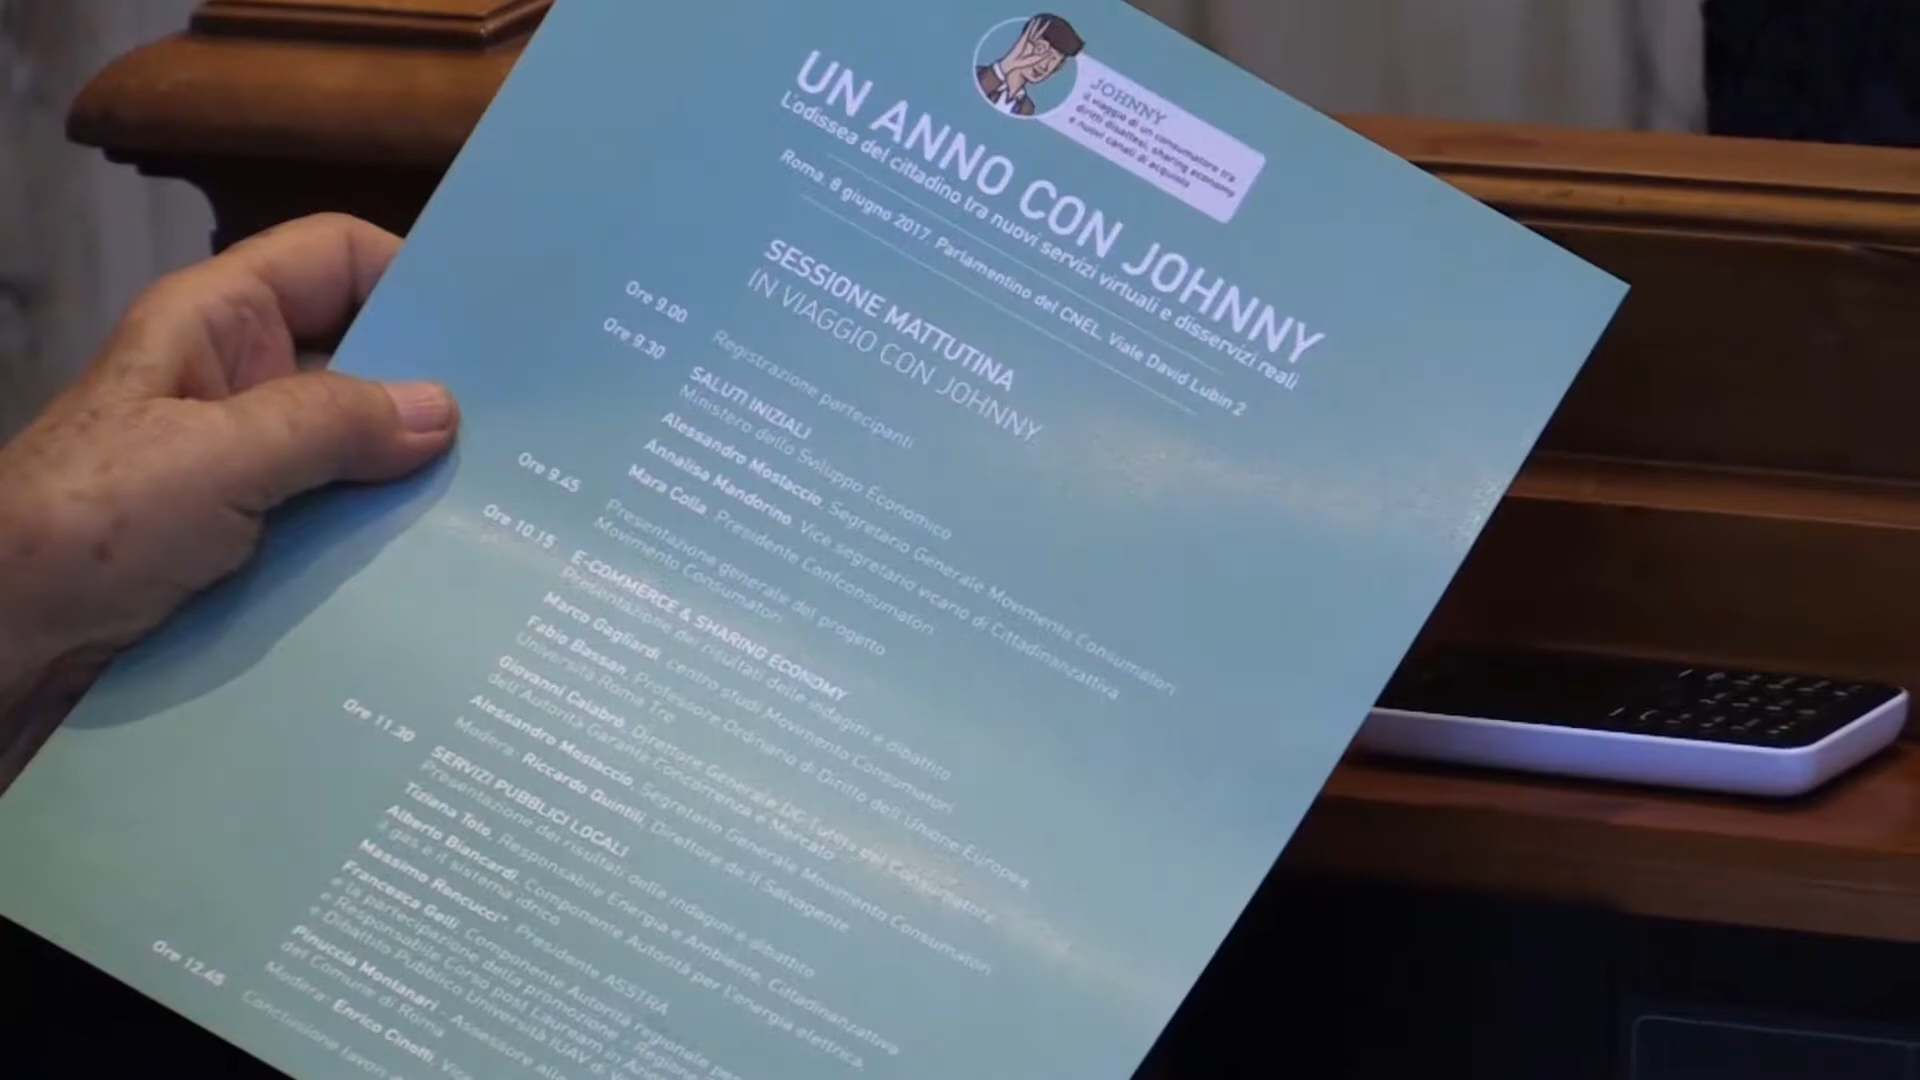 JOHNNY
il viaggio di un consumatore tra
diritti disattesi, sharing economy
e nuovi canali di acquisto
UN ANNO CON JOHNNY
L'odissea del cittadino tra nuovi servizi virtuali e disservizi reali
Roma, 8 giugno 2017. Parlamentino del CNEL, Viale David Lubin 2
SESSIONE MATTUTINA
IN VIAGGIO CON JOHNNY
Ore 9.00 Registrazione partecipanti
Ore 9.30 SALUTI INIZIALI
Ministero dello Sviluppo Economico
Alessandro Mostaccio, Segretario Generale Movimento Consumatori
Annalisa Mandorino, Vice segretario vicario di Cittadinanzattiva
Mara Colla, Presidente Confconsumatori
Ore 9.45 Presentazione generale del progetto
Movimento Consumatori
Ore 10.15 E-COMMERCE & SHARING ECONOMY
Presentazione dei risultati delle indagini e dibattito
Marco Gagliardi, centro studi Movimento Consumatori
Fabio Bassan, Professore Ordinario di Diritto dell'Unione Europea,
Università Roma Tre
Giovanni Calabrò, Direttore Generale DG Tutela del Consumatore
dell'Autorità Garante Concorrenza e Mercato
Alessandro Mostaccio, Segretario Generale Movimento Consumatori
Modera: Riccardo Quintili, Direttore de Il Salvagente
Ore 11.30 SERVIZI PUBBLICI LOCALI
Presentazione dei risultati della indagini e dibattito
Tiziana Toto, Responsabile Energia e Ambiente, Cittadinanzattiva
Alberto Biancardi, Componente Autorità per l'energia elettrica,
il gas e il sistema idrico
Massimo Roncucci*, Presidente ASSTRA
Francesca Gelli, Componente Autorità regionale per
e la partecipazione della promozione - Regione
e Responsabile Corso post Lauream in Azioni
e Dibattito Pubblico Università IUAV di
Pinuccia Montanari - Assessore alla
del Comune di Roma
Modera: Enrico Cinotti, Vice
Ore 12.45 Conclusione lavori